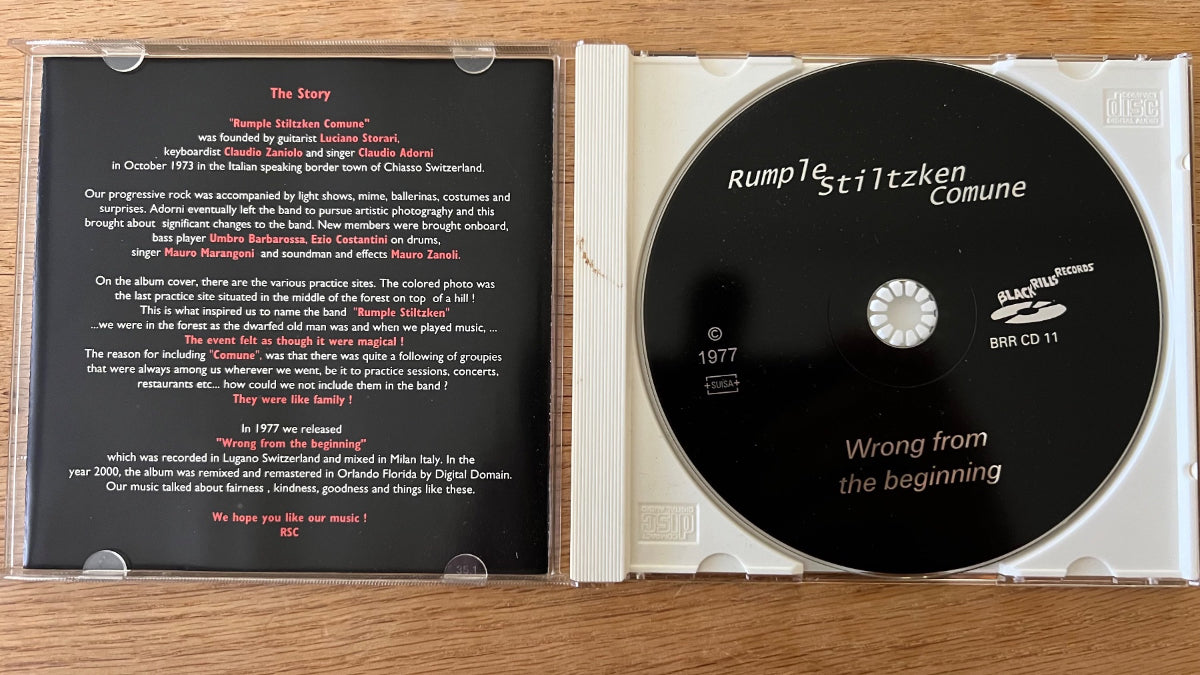 The Story
"Rumple Stiltzken Comune"
was founded by guitarist Luciano Storari,
keyboardist Claudio Zaniolo and singer Claudio Adorni
in October 1973 in the Italian speaking border town of Chiasso Switzerland.
Our progressive rock was accompanied by light shows, mime, ballerinas, costumes and
surprises. Adorni eventually left the band to pursue artistic photograghy and this
brought about significant changes to the band. New members were brought onboard,
bass player Umbro Barbarossa, Ezio Costantini on drums,
singer Mauro Marangoni and soundman and effects Mauro Zanoli.
On the album cover, there are the various practice sites. The colored photo was
the last practice site situated in the middle of the forest on top of a hill !
This is what inspired us to name the band "Rumple Stiltzken"
...we were in the forest as the dwarfed old man was and when we played music, ...
The event felt as though it were magical !
The reason for including "Comune", was that there was quite a following of groupies
that were always among us wherever we went, be it to practice sessions, concerts,
restaurants etc... how could we not include them in the band ?
They were like family !
In 1977 we released
"Wrong from the beginning"
which was recorded in Lugano Switzerland and mixed in Milan Italy. In the
year 2000, the album was remixed and remastered in Orlando Florida by Digital Domain.
Our music talked about fairness , kindness, goodness and things like these.
We hope you like our music !
RSC
35.1
Rumple Stiltzken Comune
BLACK RILLS RECORDS
BRR CD 11
©
1977
SUISA
Wrong from
the beginning
COMPACT
disc
DIGITAL AUDIO
COMPACT
disc
DIGITAL AUDIO